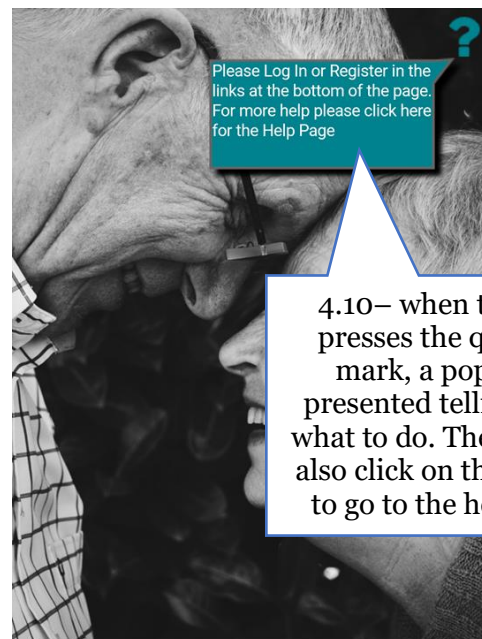 ?
Please Log In or Register in the
links at the bottom of the page.
For more help please click here
for the Help Page
4.10– when
presses the
mark, a
presented
what to do.
also click on
to go to the